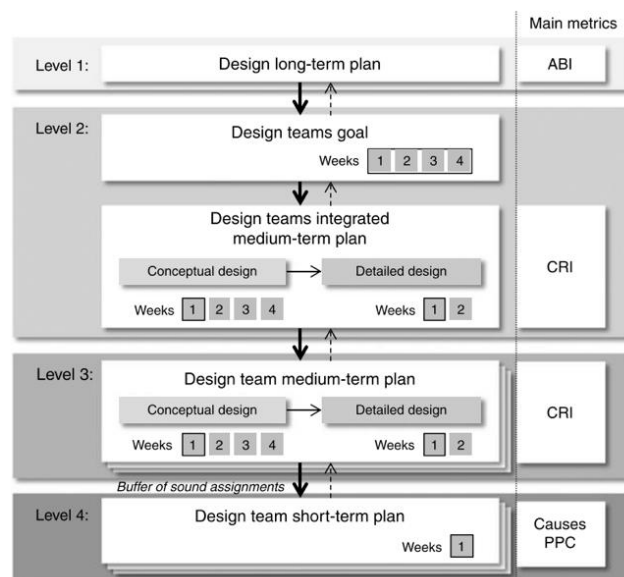 Main metrics
Level 1:
Design long-term plan
ABI
Level 2:
Design teams goal
Weeks 1 2 3 4
Design teams integrated
medium-term plan
Conceptual design
Detailed design
CRI
Weeks 1 2 3 4
Weeks 1 2
Level 3:
Design team medium-term plan
Conceptual design
Detailed design
CRI
Weeks 1 2 3 4
Weeks 1 2
Buffer of sound assignments
Level 4:
Design team short-term plan
Causes
PPC
Weeks 1